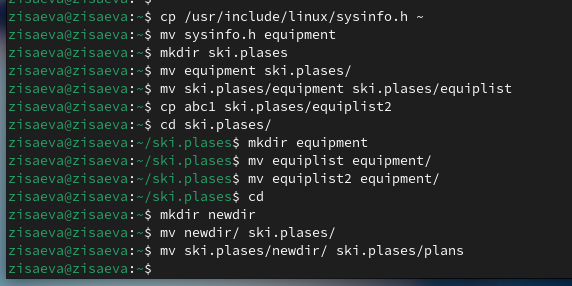 zisaeva@zisaeva:~$ cp /usr/include/linux/sysinfo.h ~
zisaeva@zisaeva:~$ mv sysinfo.h equipment
zisaeva@zisaeva:~$ mkdir ski.plases
zisaeva@zisaeva:~$ mv equipment ski.plases/
zisaeva@zisaeva:~$ mv ski.plases/equipment ski.plases/equiplist
zisaeva@zisaeva:~$ cp abc1 ski.plases/equiplist2
zisaeva@zisaeva:~$ cd ski.plases/
zisaeva@zisaeva:~/ski.plases$ mkdir equipment
zisaeva@zisaeva:~/ski.plases$ mv equiplist equipment/
zisaeva@zisaeva:~/ski.plases$ mv equiplist2 equipment/
zisaeva@zisaeva:~/ski.plases$ cd
zisaeva@zisaeva:~$ mkdir newdir
zisaeva@zisaeva:~$ mv newdir/ ski.plases/
zisaeva@zisaeva:~$ mv ski.plases/newdir/ ski.plases/plans
zisaeva@zisaeva:~$